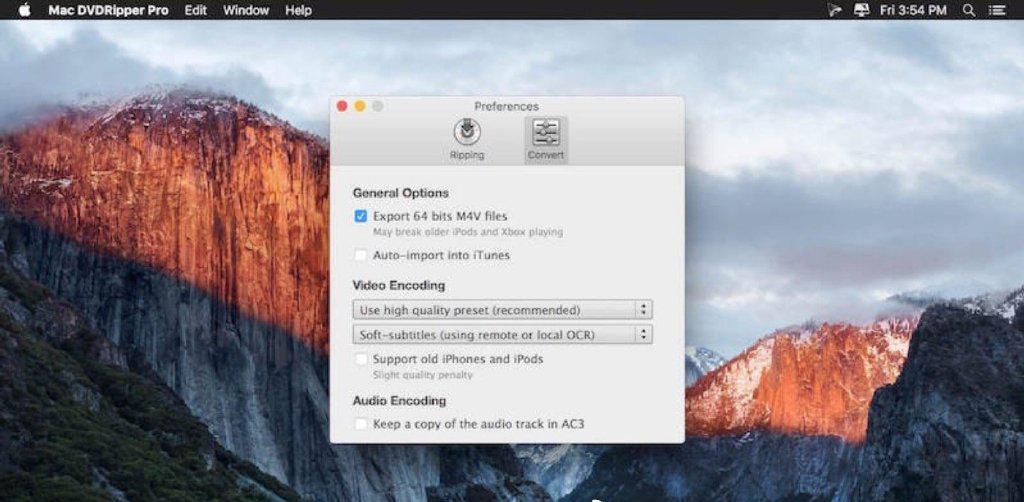 Mac DVDRipper Pro Edit Window Help Fri 3:54 PM
Preferences
Ripping Convert
General Options
Export 64 bits M4V files
May break older iPods and Xbox playing
Auto-import into iTunes
Video Encoding
Use high quality preset (recommended)
Soft-subtitles (using remote or local OCR)
Support old iPhones and iPods
Slight quality penalty
Audio Encoding
Keep a copy of the audio track in AC3